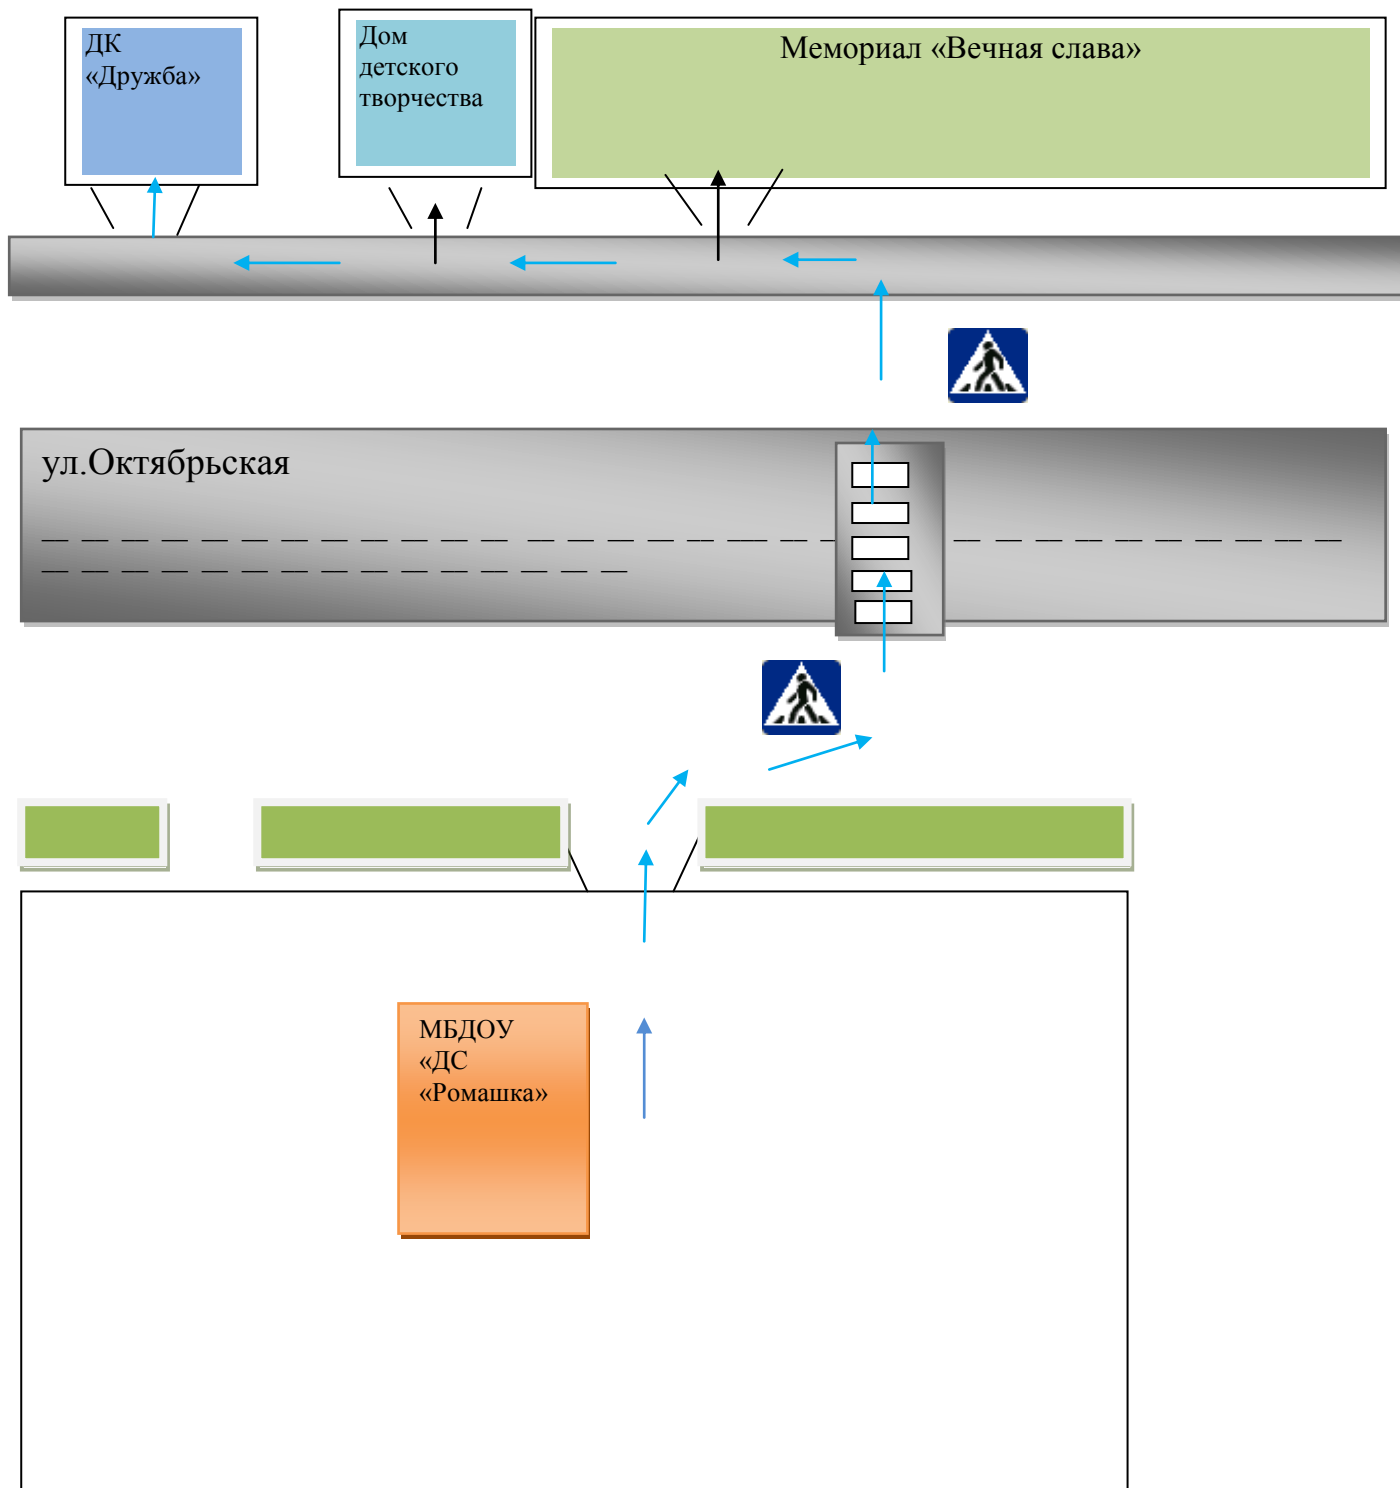 ДК
«Дружба»
Дом
детского
творчества
Мемориал «Вечная слава»
ул.Октябрьская
МБДОУ
«ДС
«Ромашка»